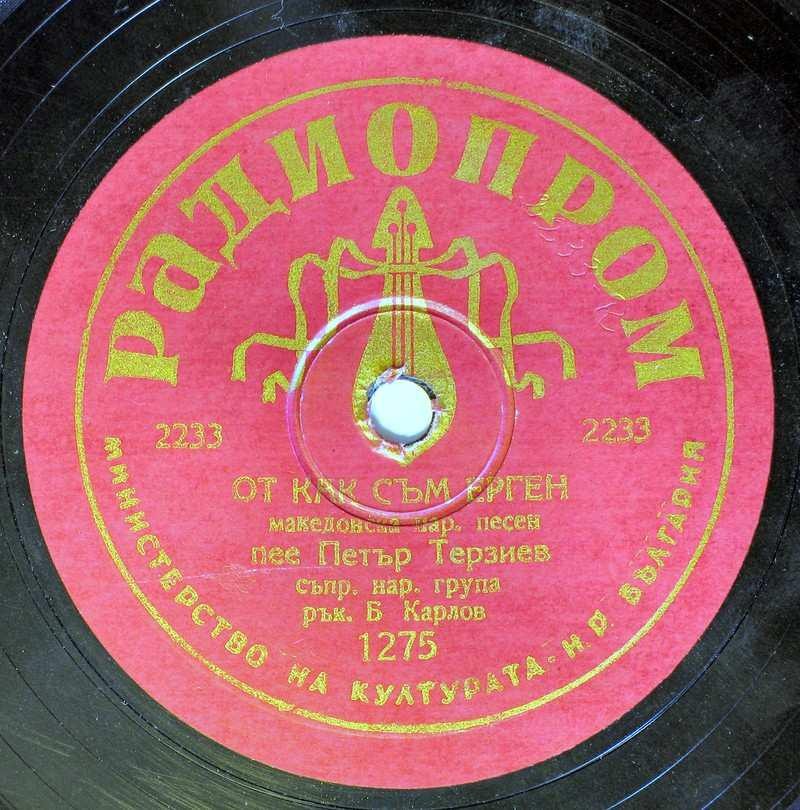 РаДИОПРОМ
2233 2233
ОТ КАК СЪМ ЕРГЕН
македонска нар. песен
пее Петър Терзиев
съпр. нар. група
рък. Б Карлов
1275
МИНИСТЕРСТВО НА КУЛТУРАТА - Н. Р. БЪЛГАРИЯ